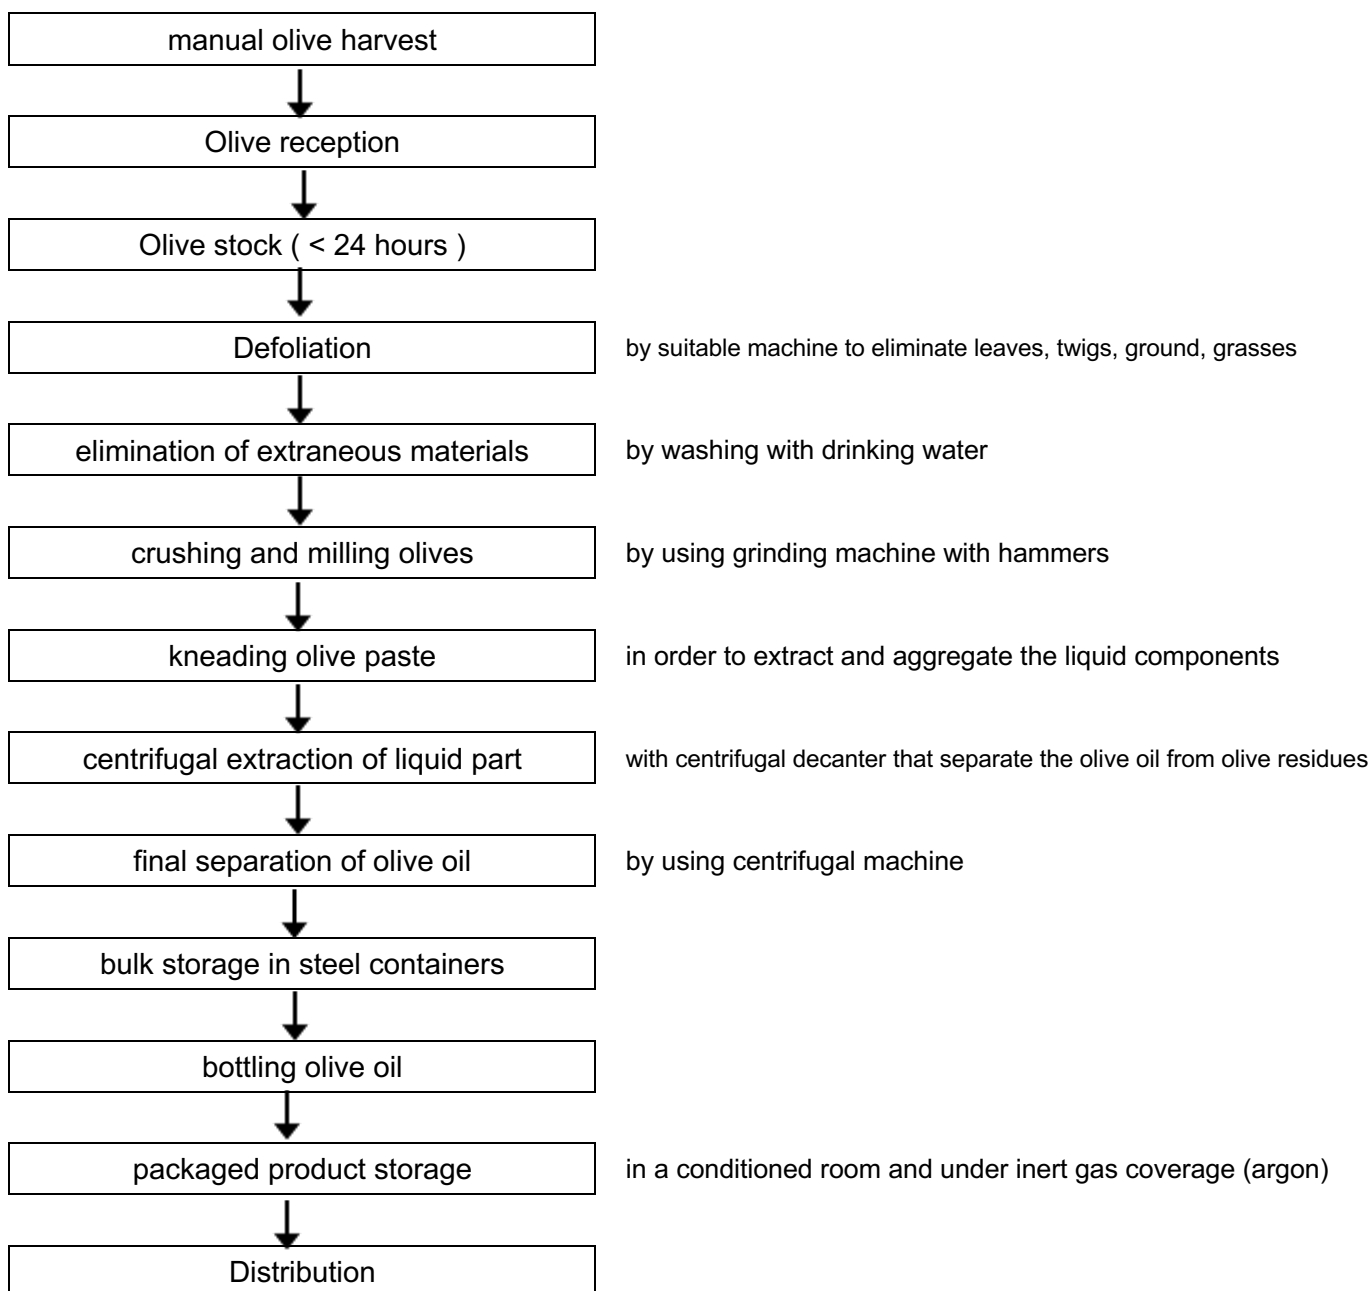 manual olive harvest
Olive reception
Olive stock ( < 24 hours )
Defoliation
by suitable machine to eliminate leaves, twigs, ground, grasses
elimination of extraneous materials
by washing with drinking water
crushing and milling olives
by using grinding machine with hammers
kneading olive paste
in order to extract and aggregate the liquid components
centrifugal extraction of liquid part
with centrifugal decanter that separate the olive oil from olive residues
final separation of olive oil
by using centrifugal machine
bulk storage in steel containers
bottling olive oil
packaged product storage
in a conditioned room and under inert gas coverage (argon)
Distribution